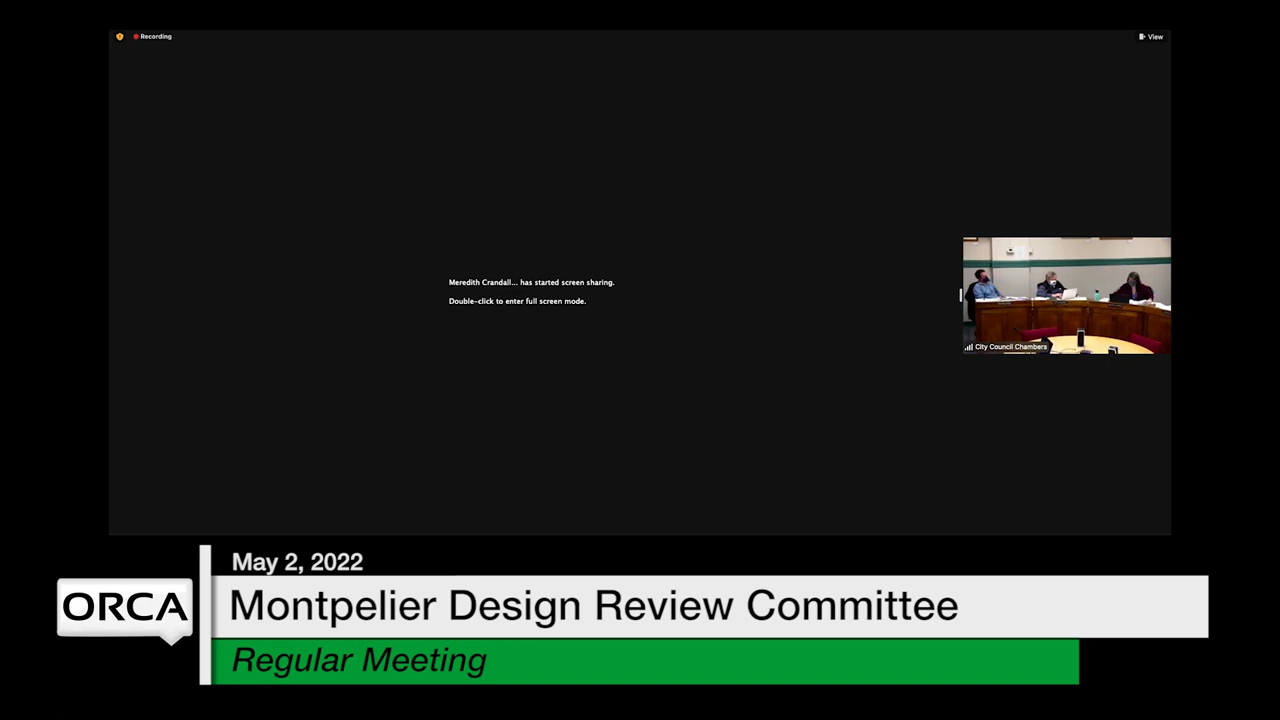 Recording
View
Meredith Crandall... has started screen sharing.
Double-click to enter full screen mode.
City Council Chambers
May 2, 2022
ORCA
Montpelier Design Review Committee
Regular Meeting